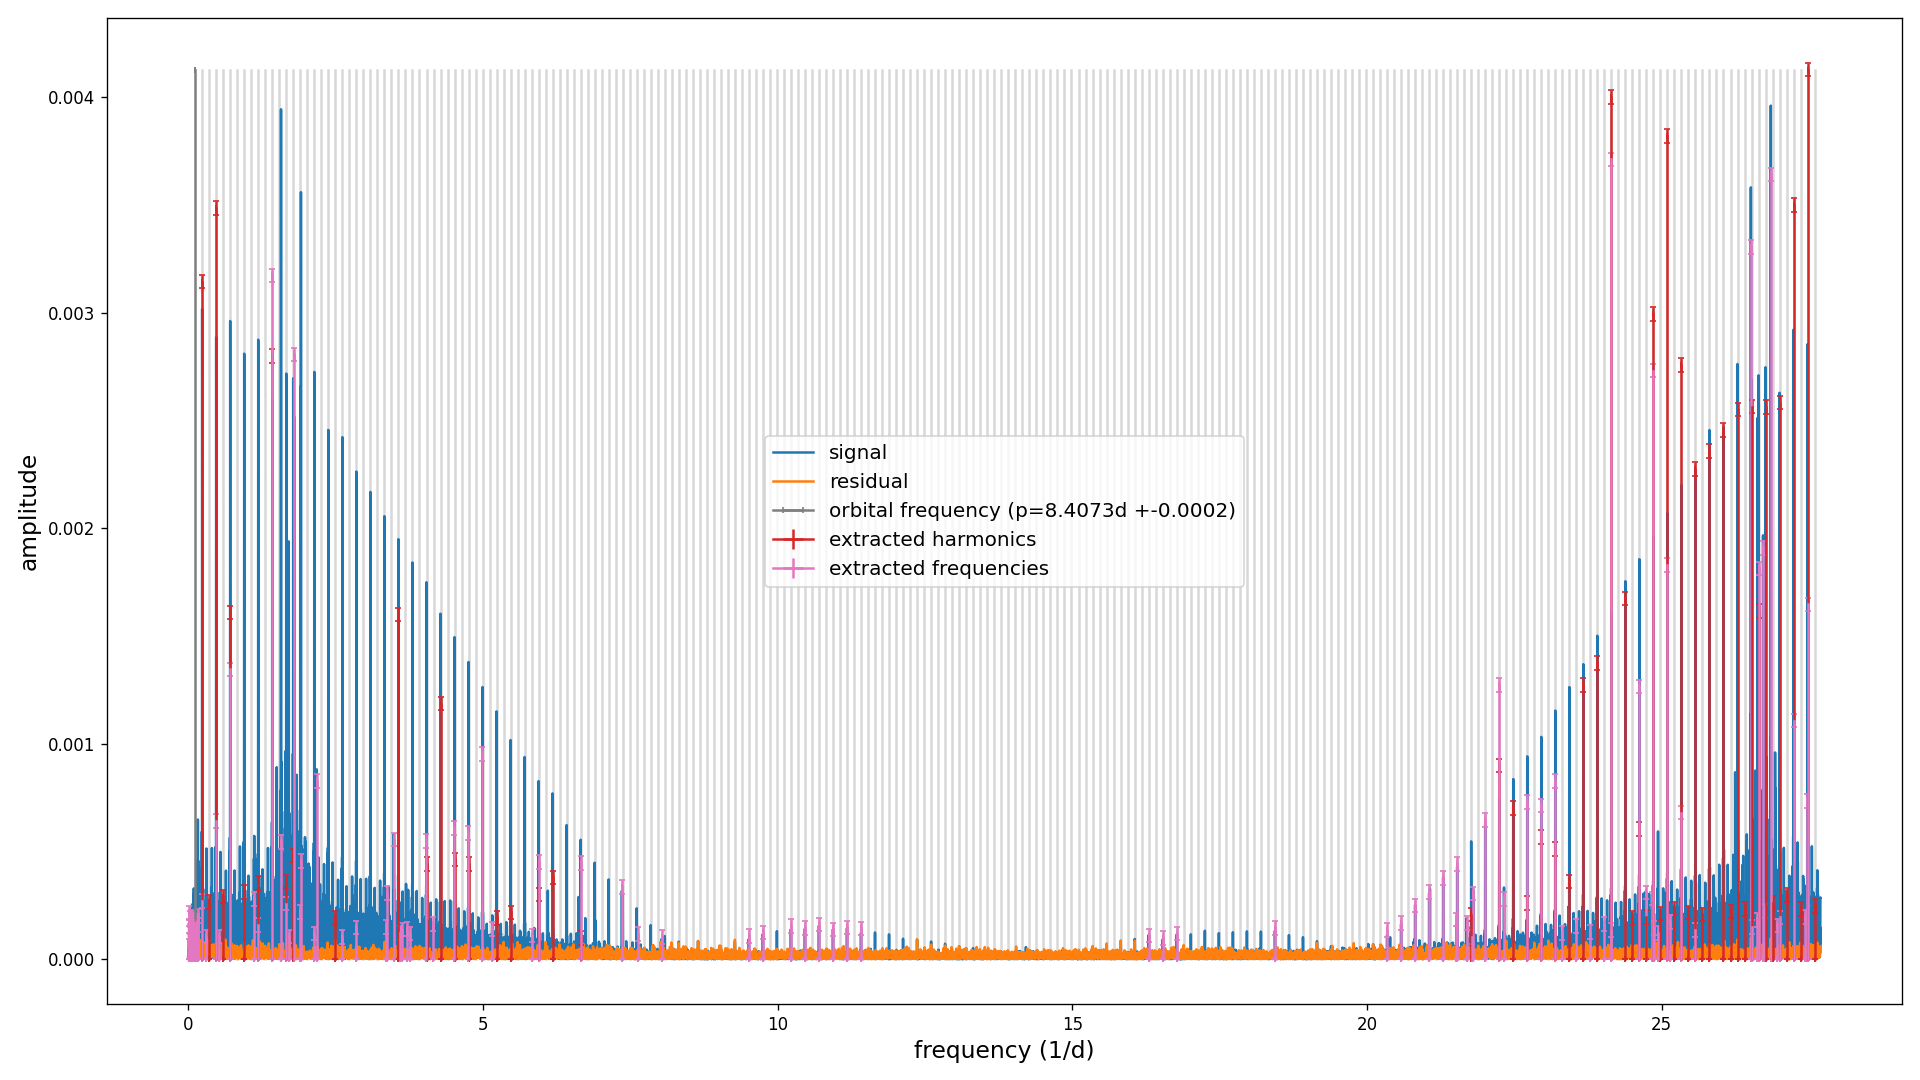 0.004
0.003
0.002
0.001
0.000
amplitude
signal
residual
orbital frequency (p=8.4073d +-0.0002)
extracted harmonics
extracted frequencies
0 5 10 15 20 25
frequency (1/d)